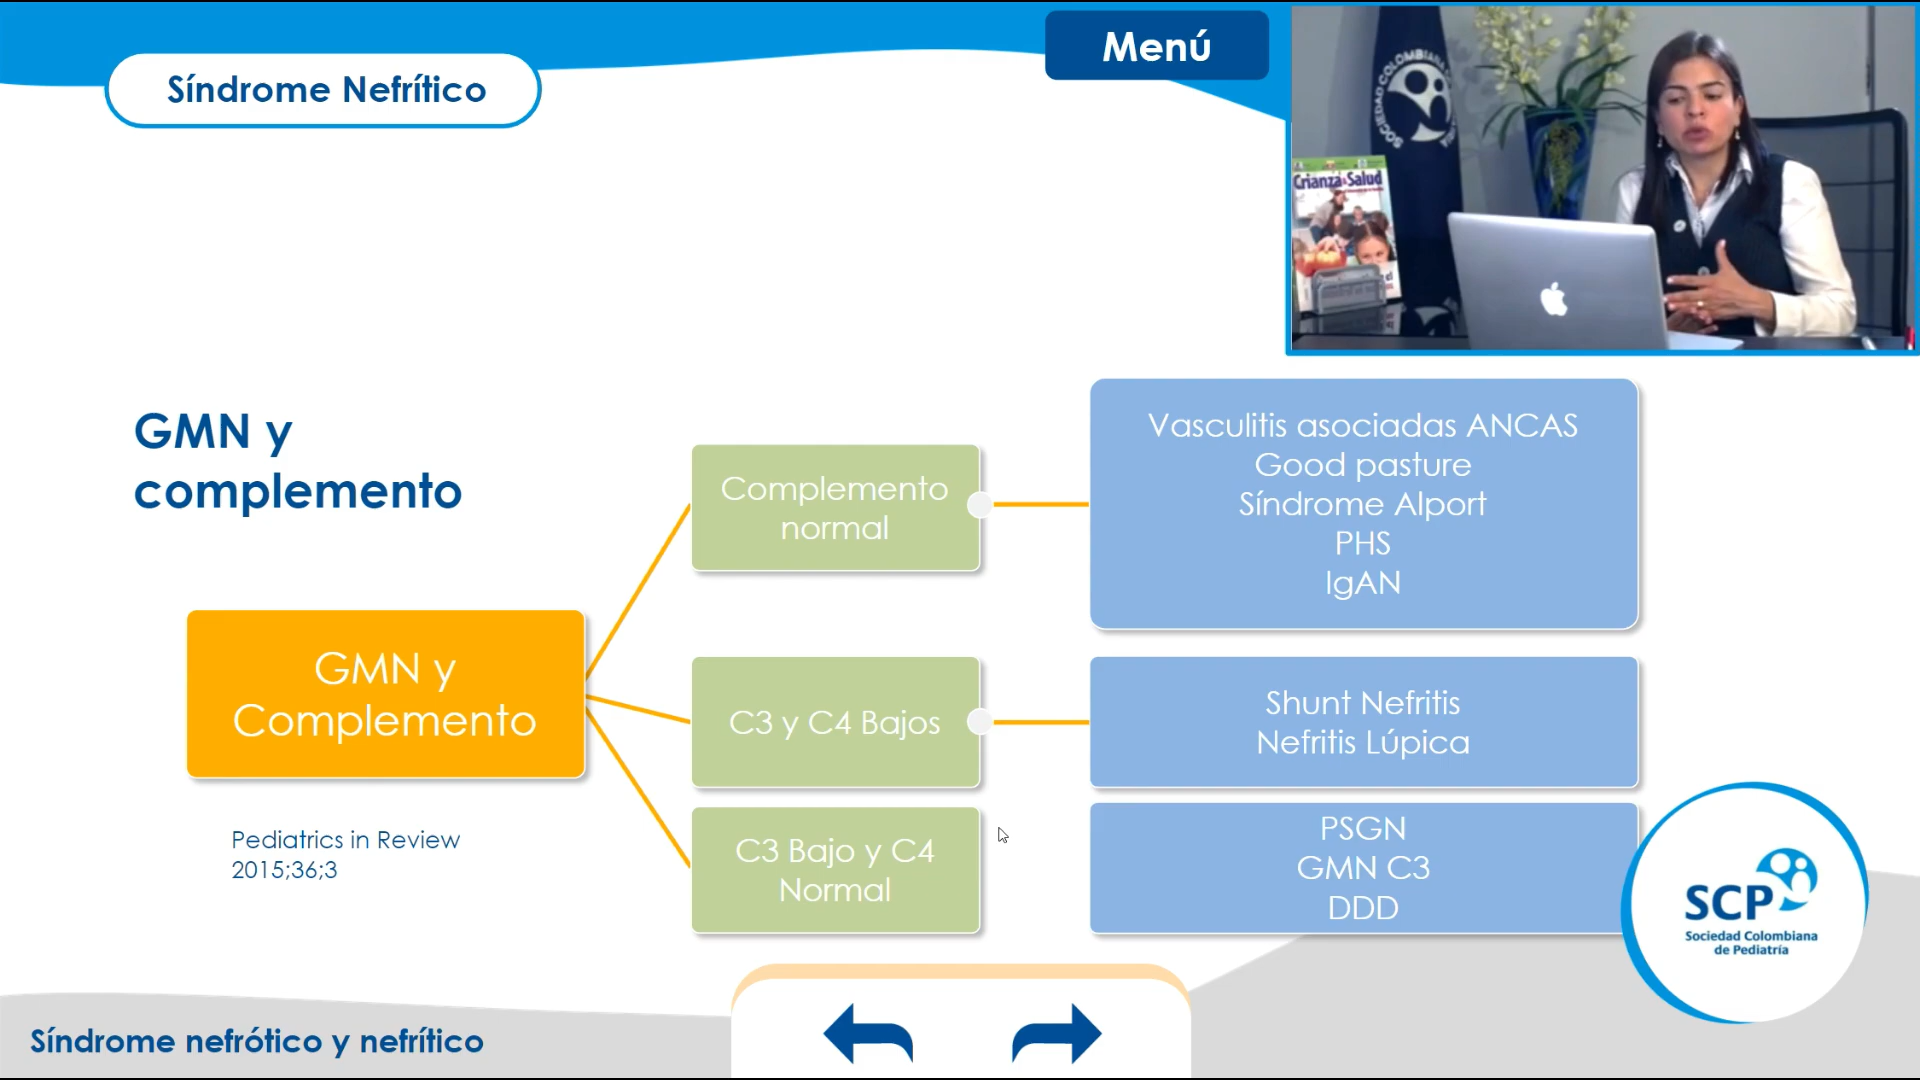 Menú
Síndrome Nefrítico
SOCIEDAD COLOMBIANA
Crianza & Salud
GMN y
complemento
Complemento
normal
Vasculitis asociadas ANCAS
Good pasture
Síndrome Alport
PHS
IgAN
GMN y
Complemento
C3 y C4 Bajos
Shunt Nefritis
Nefritis Lúpica
Pediatrics in Review
2015;36;3
C3 Bajo y C4
Normal
PSGN
GMN C3
DDD
SCP
Sociedad Colombiana
de Pediatría
Síndrome nefrótico y nefrítico